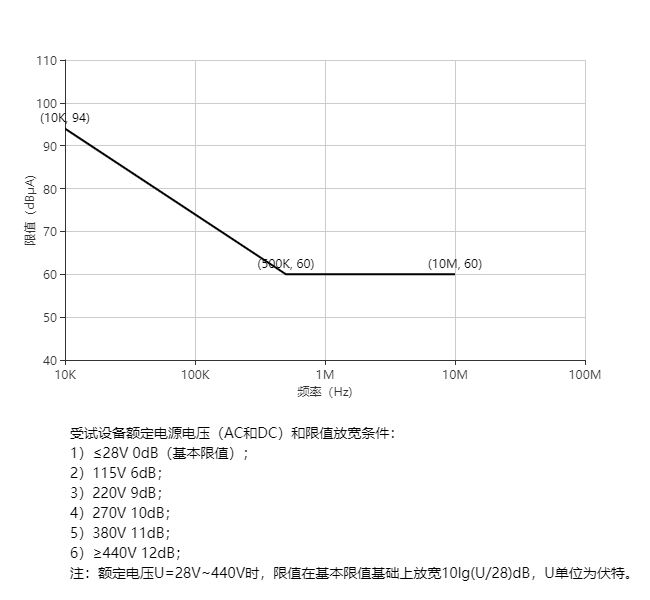 110
100
(10K, 94)
90
80
限值（dBμA)
70
(500K, 60)
(10M, 60)
60
50
40
10K
100K
1M
10M
100M
频率（Hz)
受试设备额定电源电压（AC和DC）和限值放宽条件：
1）≤28V 0dB（基本限值）;
2）115V 6dB；
3）220V 9dB；
4）270V 10dB；
5）380V 11dB；
6）≥440V 12dB；
注：额定电压U=28V~440V时，限值在基本限值基础上放宽10lg(U/28)dB，U单位为伏特。